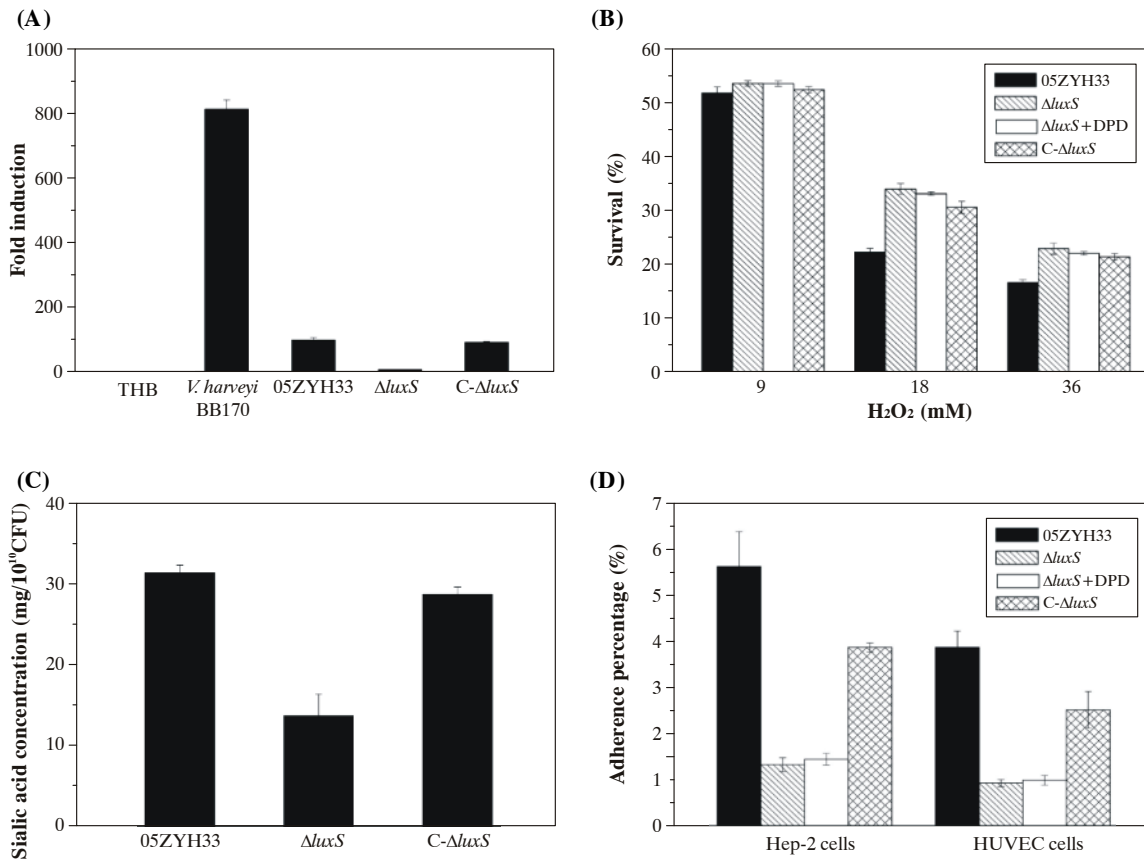 (A)
1000
800
600
400
200
0
Fold induction
THB
V. harveyi
BB170
05ZYH33
ΔluxS
C-ΔluxS
(B)
60
50
40
30
20
10
0
Survival (%)
05ZYH33
ΔluxS
ΔluxS+DPD
C-ΔluxS
9
18
36
H₂O₂ (mM)
(C)
40
30
20
10
0
Sialic acid concentration (mg/10¹⁰CFU)
05ZYH33
ΔluxS
C-ΔluxS
(D)
7
6
5
4
3
2
1
0
Adherence percentage (%)
05ZYH33
ΔluxS
ΔluxS+DPD
C-ΔluxS
Hep-2 cells
HUVEC cells